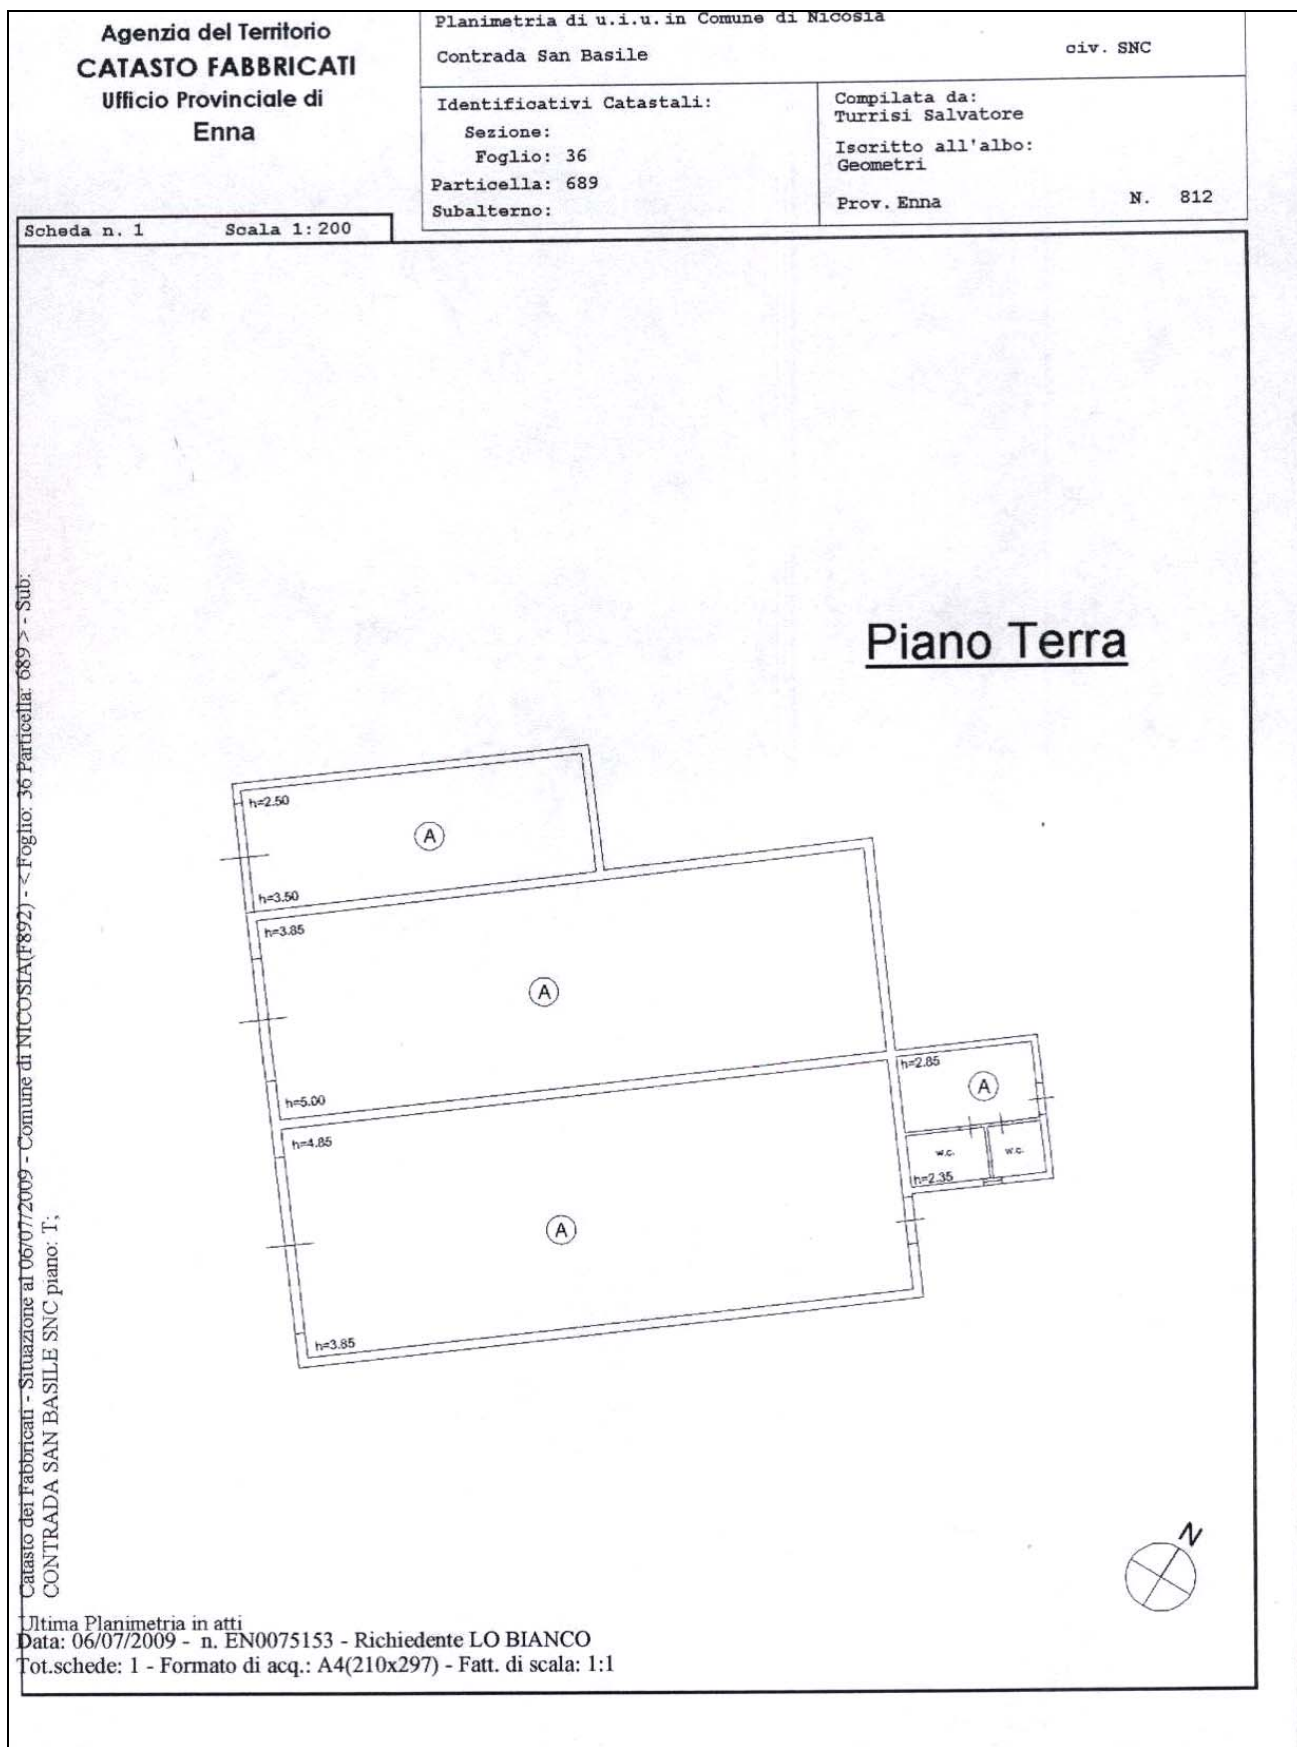 Agenzia del Territorio
CATASTO FABBRICATI
Ufficio Provinciale di
Enna
Planimetria di u.i.u. in Comune di Nicosia
Contrada San Basile civ. SNC
Identificativi Catastali:
Sezione:
Foglio: 36
Particella: 689
Subalterno:
Compilata da:
Turrisi Salvatore
Iscritto all'albo:
Geometri
Prov. Enna N. 812
Scheda n. 1 Scala 1:200
Piano Terra
h=2.50
A
h=3.50
h=3.85
A
h=5.00
h=2.85
A
w.c.
w.c.
h=2.35
h=4.85
A
h=3.85
N
Catasto dei Fabbricati - Situazione al 06/07/2009 - Comune di NICOSIA(F892) - < Foglio: 36 Particella: 689 > - Sub:
CONTRADA SAN BASILE SNC piano: T;
Ultima Planimetria in atti
Data: 06/07/2009 - n. EN0075153 - Richiedente LO BIANCO
Tot.schede: 1 - Formato di acq.: A4(210x297) - Fatt. di scala: 1:1